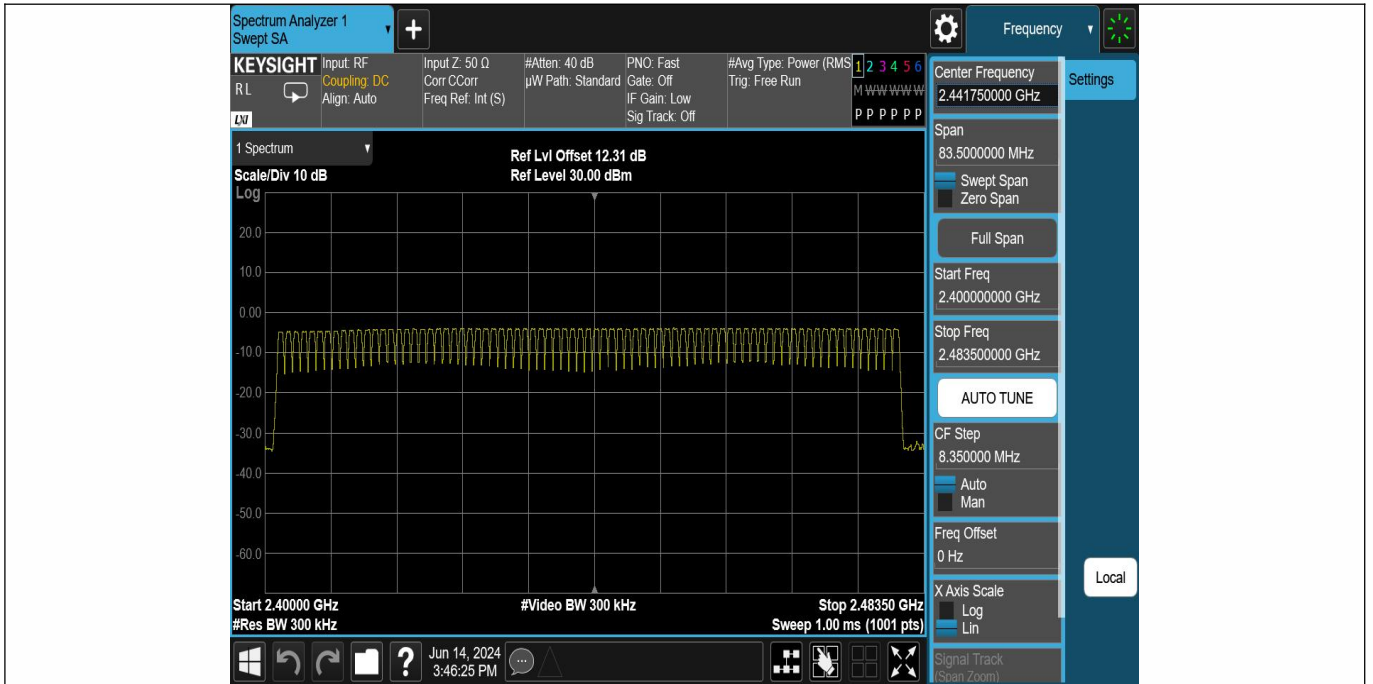 Spectrum Analyzer 1
Swept SA
+
Frequency
KEYSIGHT
RL
LXI
Input: RF
Coupling: DC
Align: Auto
Input Z: 50 Ω
Corr CCorr
Freq Ref: Int (S)
#Atten: 40 dB
µW Path: Standard
PNO: Fast
Gate: Off
IF Gain: Low
Sig Track: Off
#Avg Type: Power (RMS
Trig: Free Run
1 2 3 4 5 6
M W W W W W
P P P P P P
1 Spectrum
Scale/Div 10 dB
Ref Lvl Offset 12.31 dB
Ref Level 30.00 dBm
Log
20.0
10.0
0.00
-10.0
-20.0
-30.0
-40.0
-50.0
-60.0
Start 2.40000 GHz
#Res BW 300 kHz
#Video BW 300 kHz
Stop 2.48350 GHz
Sweep 1.00 ms (1001 pts)
Center Frequency
2.441750000 GHz
Settings
Span
83.5000000 MHz
Swept Span
Zero Span
Full Span
Start Freq
2.400000000 GHz
Stop Freq
2.483500000 GHz
AUTO TUNE
CF Step
8.350000 MHz
Auto
Man
Freq Offset
0 Hz
X Axis Scale
Log
Lin
Signal Track
(Span Zoom)
Local
?
Jun 14, 2024
3:46:25 PM